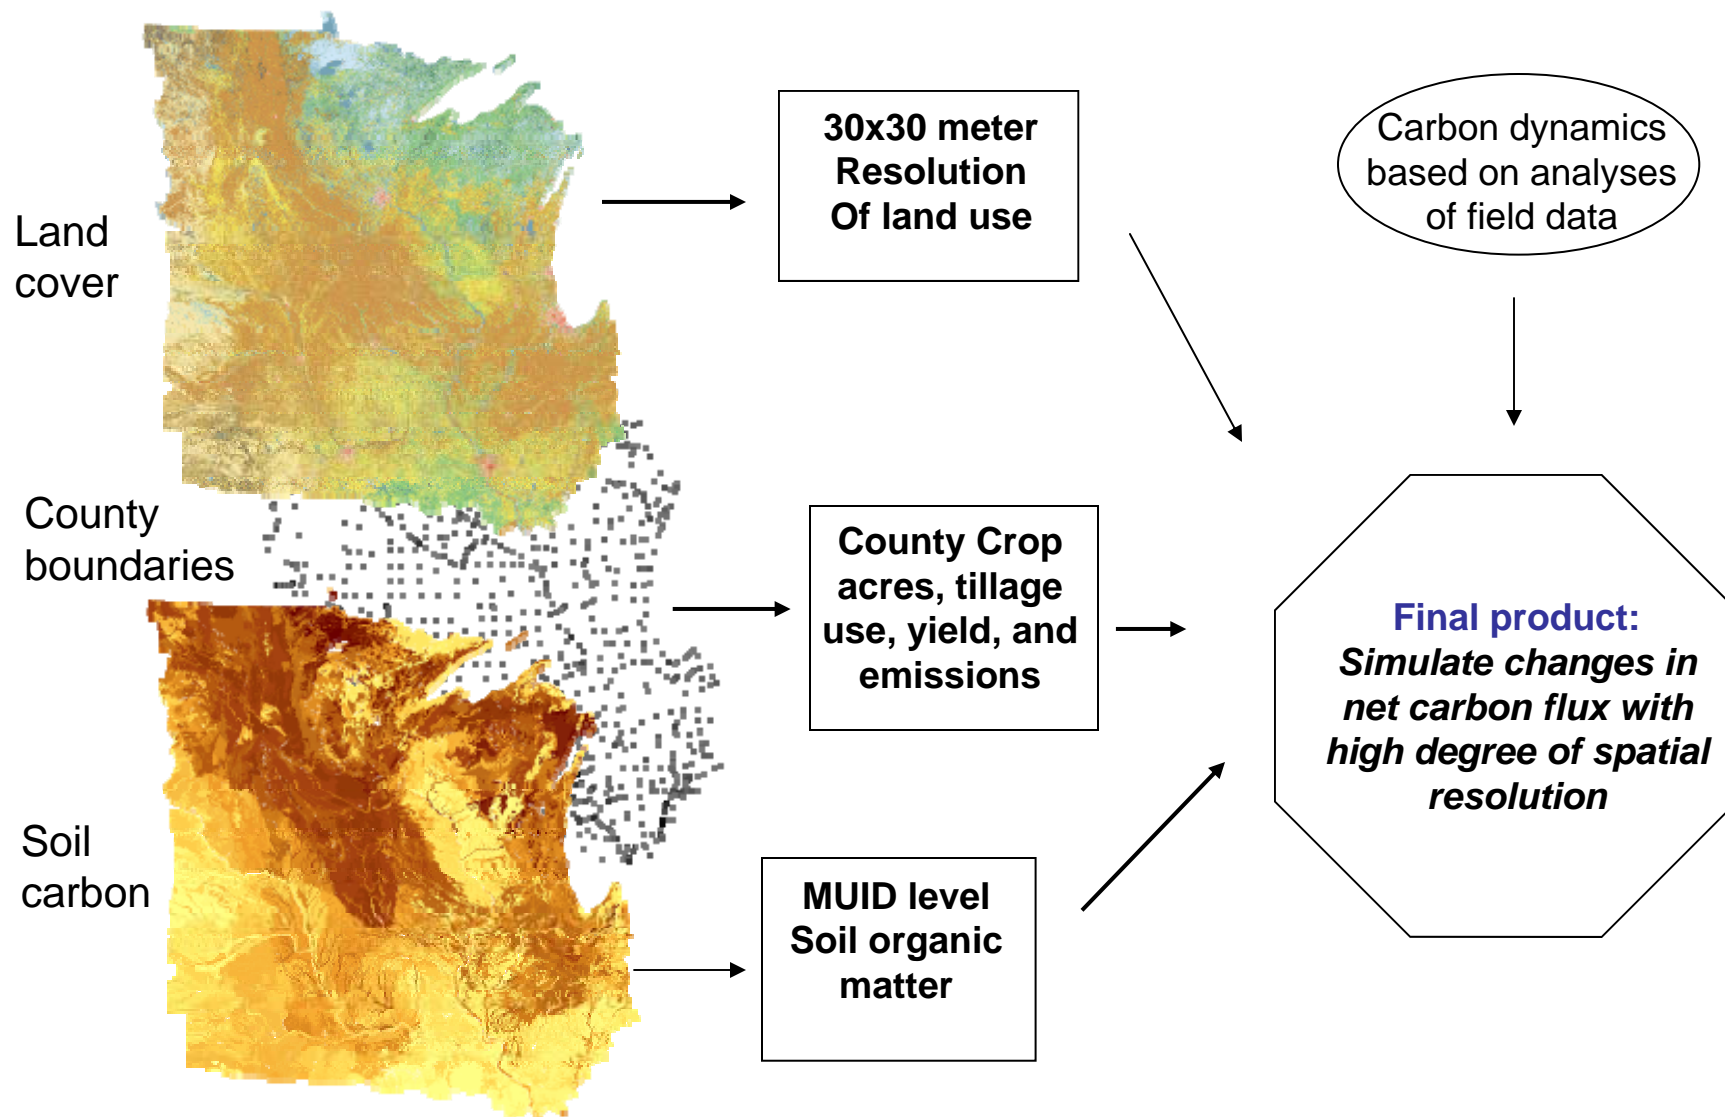 Land
cover
30x30 meter
Resolution
Of land use
Carbon dynamics
based on analyses
of field data
County
boundaries
County Crop
acres, tillage
use, yield, and
emissions
Final product:
Simulate changes in
net carbon flux with
high degree of spatial
resolution
Soil
carbon
MUID level
Soil organic
matter